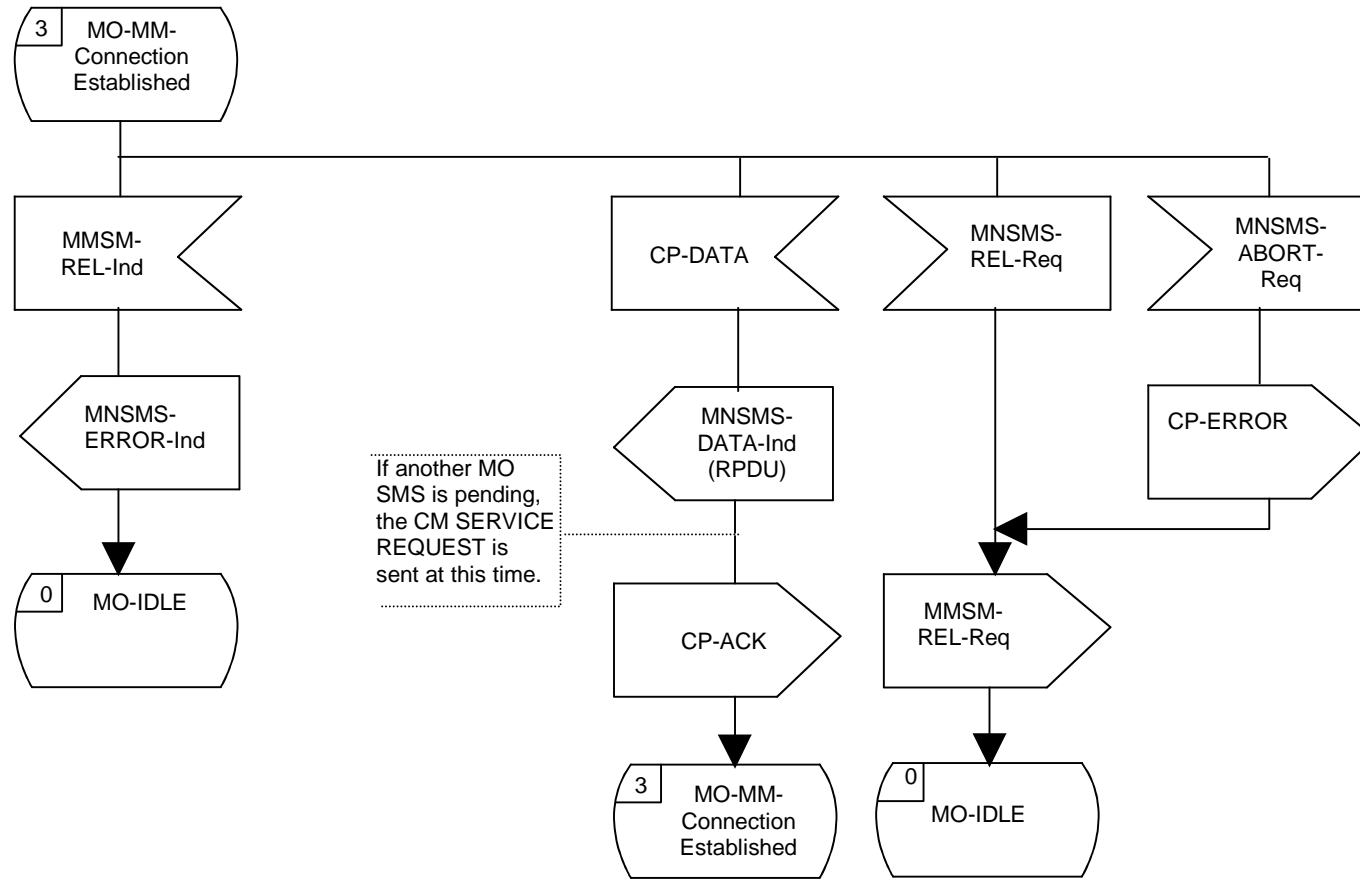 3
MO-MM-
Connection
Established
MMSM-
REL-Ind
CP-DATA
MNSMS-
REL-Req
MNSMS-
ABORT-
Req
MNSMS-
ERROR-Ind
MNSMS-
DATA-Ind
(RPDU)
CP-ERROR
If another MO
SMS is pending,
the CM SERVICE
REQUEST is
sent at this time.
0
MO-IDLE
CP-ACK
MMSM-
REL-Req
3
MO-MM-
Connection
Established
0
MO-IDLE